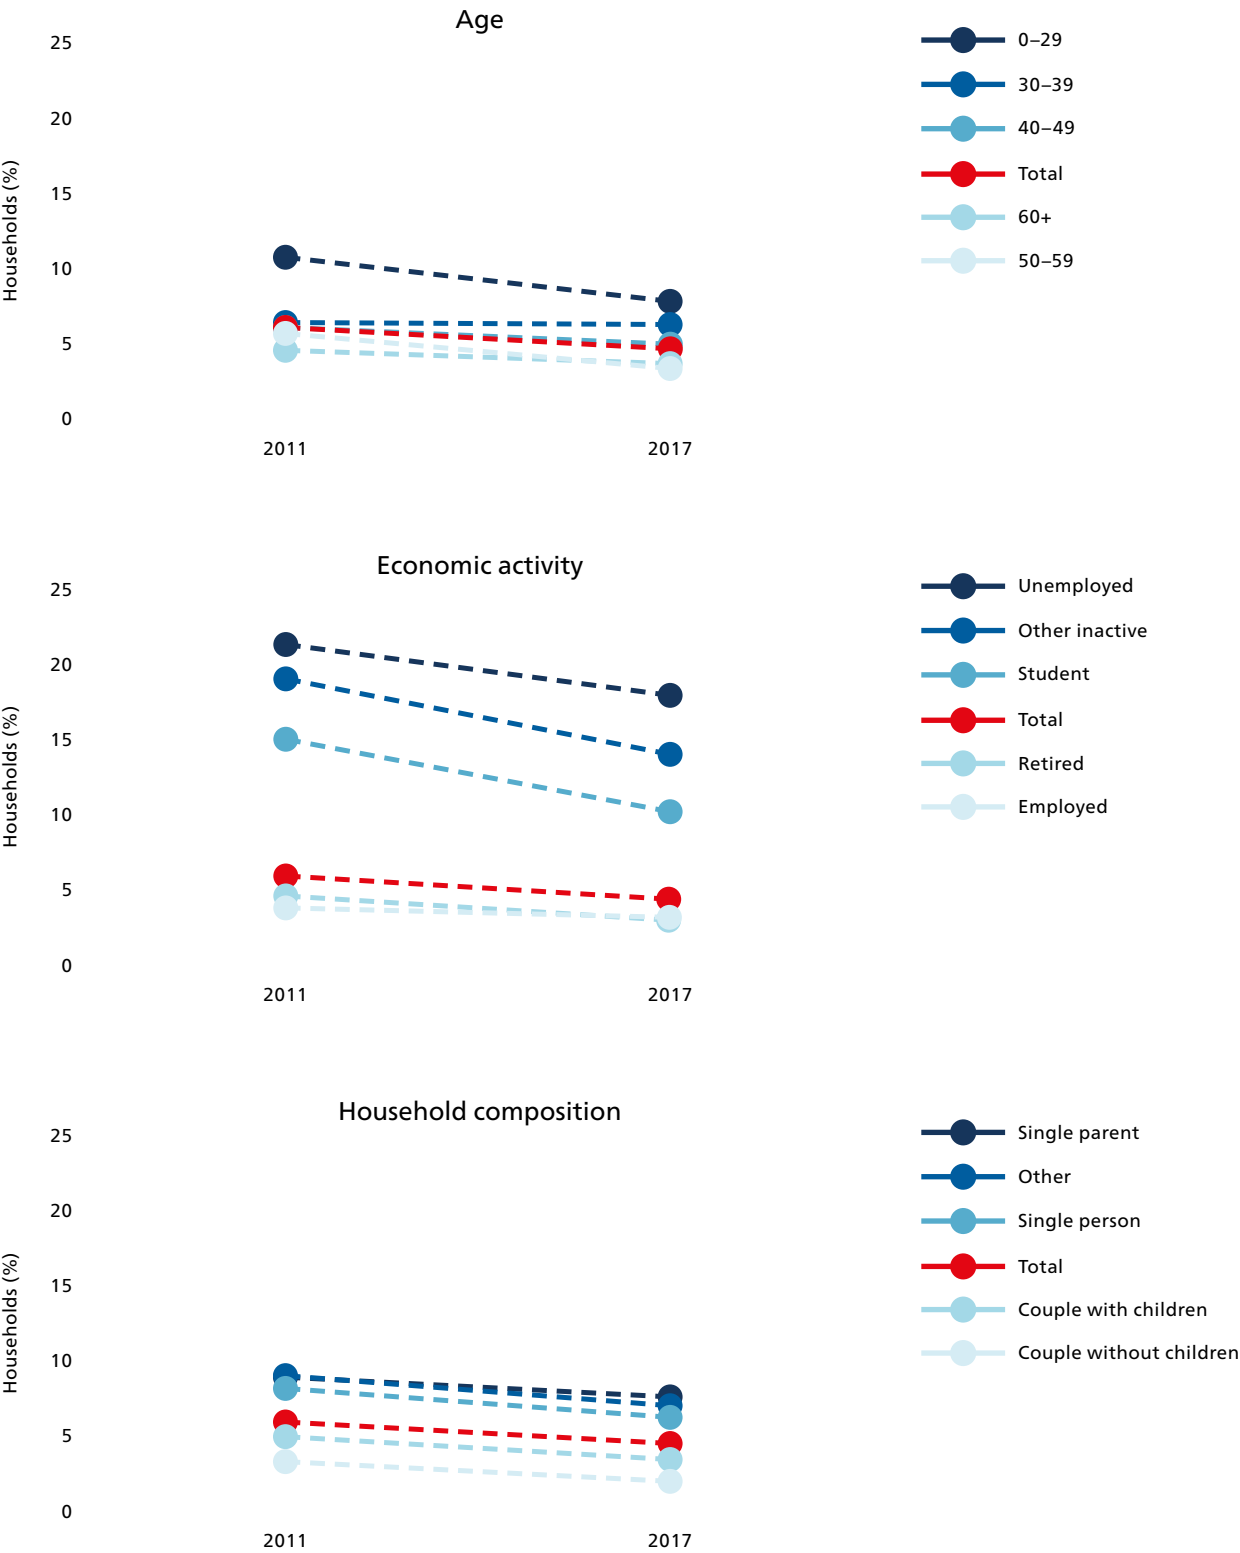 Age
Households (%)
25
20
15
10
5
0
2011
2017
0–29
30–39
40–49
Total
60+
50–59
Economic activity
Households (%)
25
20
15
10
5
0
2011
2017
Unemployed
Other inactive
Student
Total
Retired
Employed
Household composition
Households (%)
25
20
15
10
5
0
2011
2017
Single parent
Other
Single person
Total
Couple with children
Couple without children